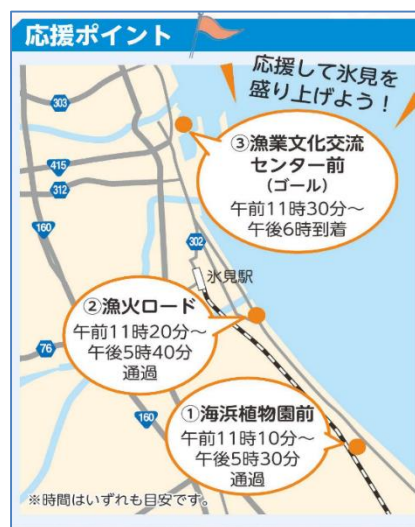 応援ポイント
応援して氷見を
盛り上げよう！
303
③漁業文化交流
センター前
(ゴール)
午前11時30分～
午後6時到着
415
312
160
302
氷見駅
②漁火ロード
午前11時20分～
午後5時40分
通過
76
①海浜植物園前
午前11時10分～
午後5時30分
通過
160
※時間はいずれも目安です。